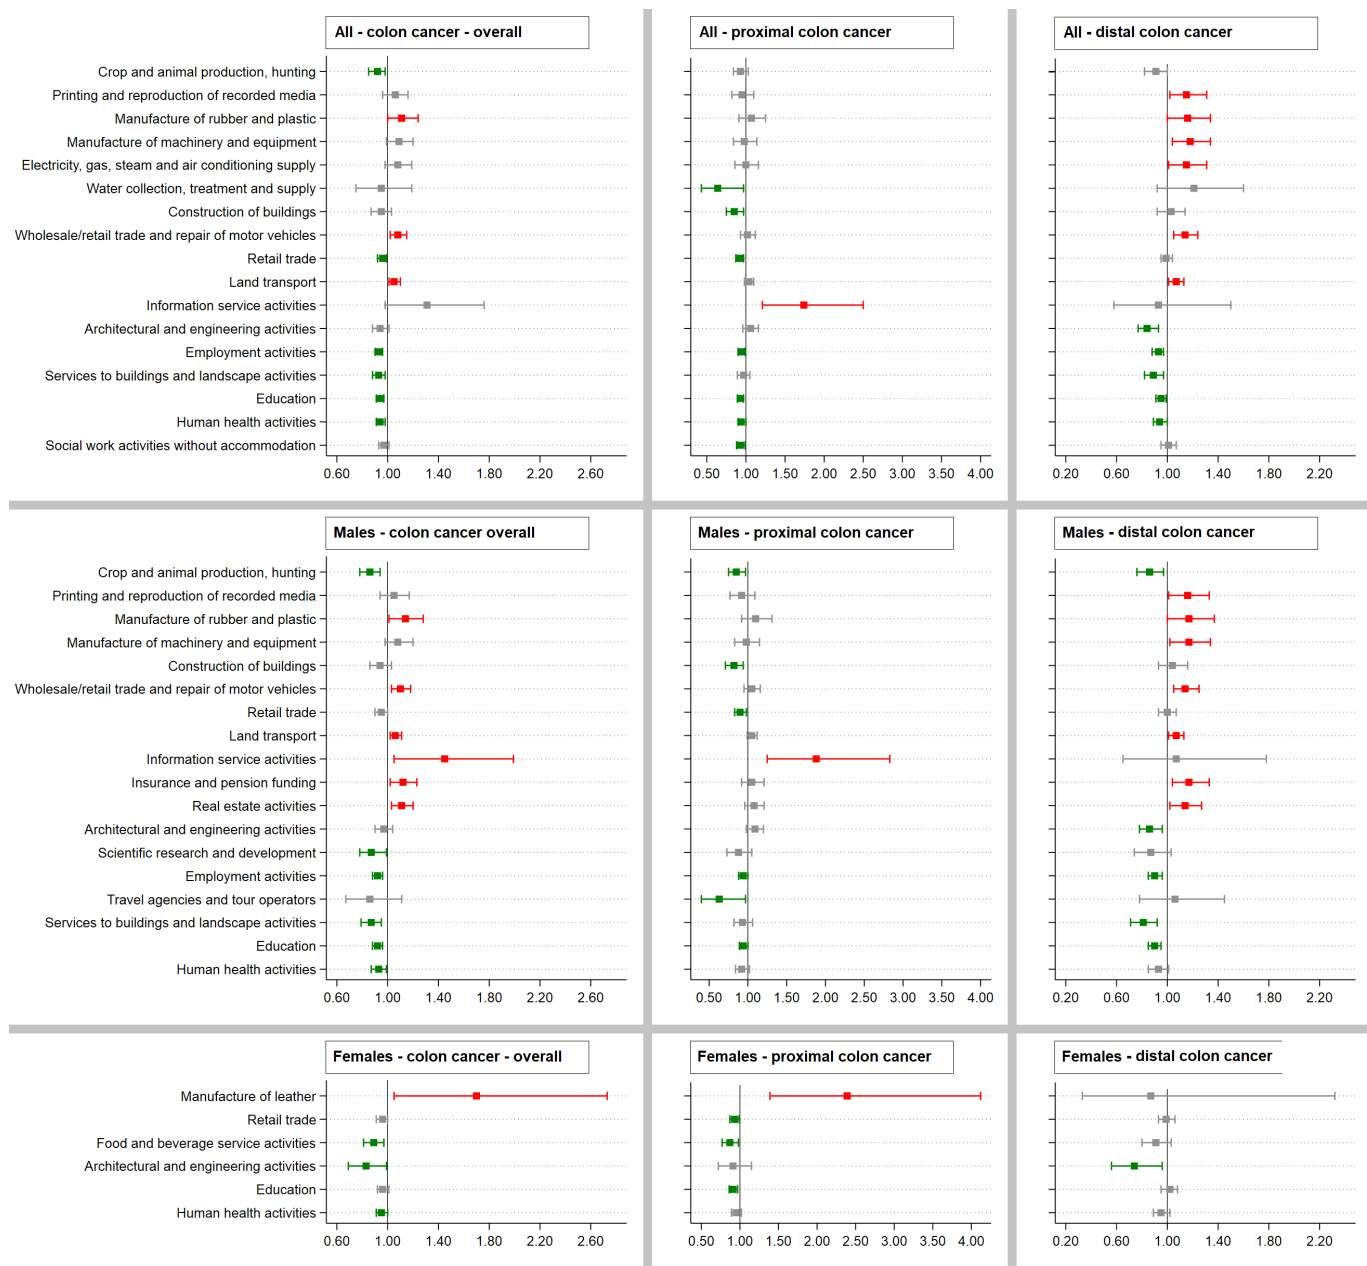 All - colon cancer - overall
All - proximal colon cancer
All - distal colon cancer
Crop and animal production, hunting
Printing and reproduction of recorded media
Manufacture of rubber and plastic
Manufacture of machinery and equipment
Electricity, gas, steam and air conditioning supply
Water collection, treatment and supply
Construction of buildings
Wholesale/retail trade and repair of motor vehicles
Retail trade
Land transport
Information service activities
Architectural and engineering activities
Employment activities
Services to buildings and landscape activities
Education
Human health activities
Social work activities without accommodation
0.60 1.00 1.40 1.80 2.20 2.60
0.50 1.00 1.50 2.00 2.50 3.00 3.50 4.00
0.20 0.60 1.00 1.40 1.80 2.20
Males - colon cancer overall
Males - proximal colon cancer
Males - distal colon cancer
Crop and animal production, hunting
Printing and reproduction of recorded media
Manufacture of rubber and plastic
Manufacture of machinery and equipment
Construction of buildings
Wholesale/retail trade and repair of motor vehicles
Retail trade
Land transport
Information service activities
Insurance and pension funding
Real estate activities
Architectural and engineering activities
Scientific research and development
Employment activities
Travel agencies and tour operators
Services to buildings and landscape activities
Education
Human health activities
0.60 1.00 1.40 1.80 2.20 2.60
0.50 1.00 1.50 2.00 2.50 3.00 3.50 4.00
0.20 0.60 1.00 1.40 1.80 2.20
Females - colon cancer - overall
Females - proximal colon cancer
Females - distal colon cancer
Manufacture of leather
Retail trade
Food and beverage service activities
Architectural and engineering activities
Education
Human health activities
0.60 1.00 1.40 1.80 2.20 2.60
0.50 1.00 1.50 2.00 2.50 3.00 3.50 4.00
0.20 0.60 1.00 1.40 1.80 2.20